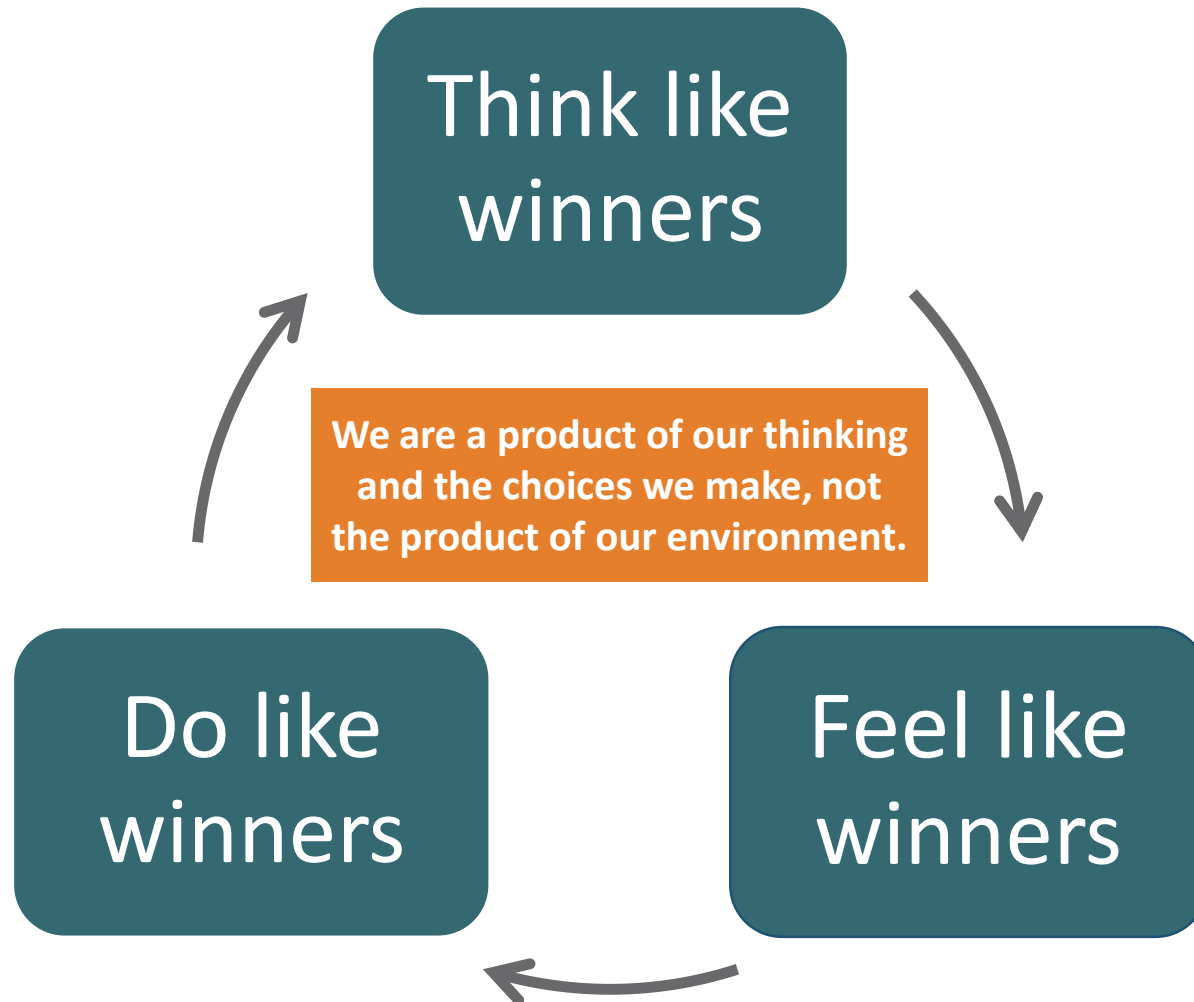 Think like
winners
We are a product of our thinking
and the choices we make, not
the product of our environment.
Do like
winners
Feel like
winners